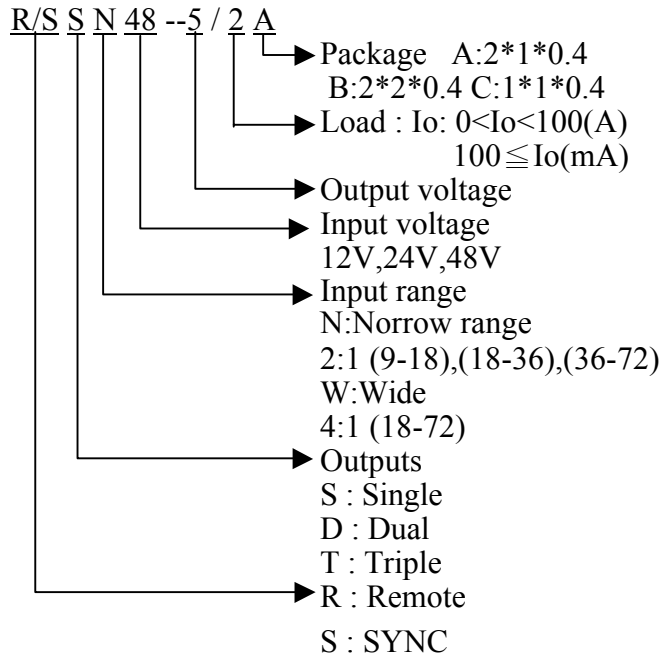 R/S S N 48 --5 / 2 A
Package A:2*1*0.4
B:2*2*0.4 C:1*1*0.4
Load : Io: 0<Io<100(A)
100≦Io(mA)
Output voltage
Input voltage
12V,24V,48V
Input range
N:Norrow range
2:1 (9-18),(18-36),(36-72)
W:Wide
4:1 (18-72)
Outputs
S : Single
D : Dual
T : Triple
R : Remote
S : SYNC